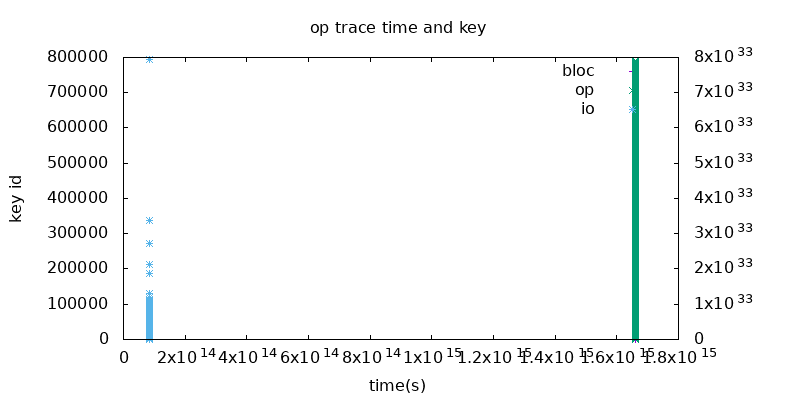 op trace time and key
800000
700000
600000
500000
400000
300000
200000
100000
0
key id
bloc
op
io
8x10 33
7x10 33
6x10 33
5x10 33
4x10 33
3x10 33
2x10 33
1x10 33
0
0 2x10 14 4x10 14 6x10 14 8x10 14 1x10 15 1.2x10 15 1.4x10 15 1.6x10 15 1.8x10 15
time(s)